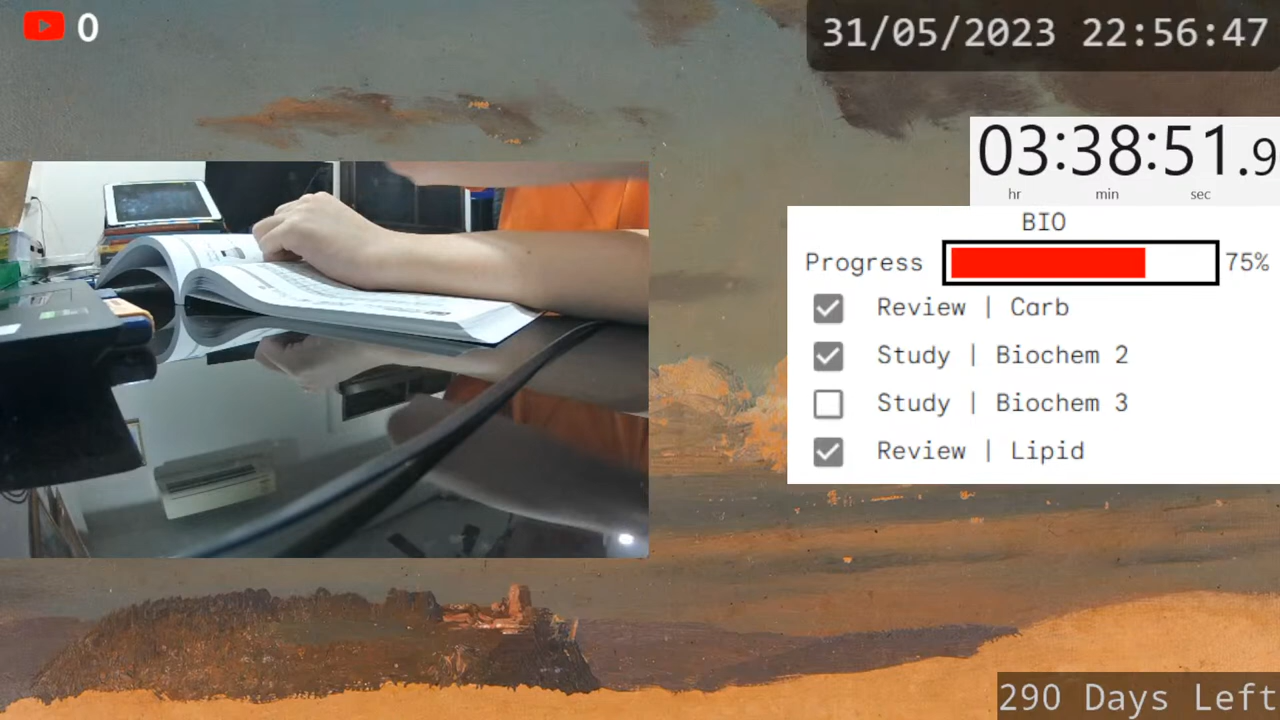 0
31/05/2023 22:56:47
03:38:51.9
hr min sec
BIO
Progress 75%
Review | Carb
Study | Biochem 2
Study | Biochem 3
Review | Lipid
290 Days Left